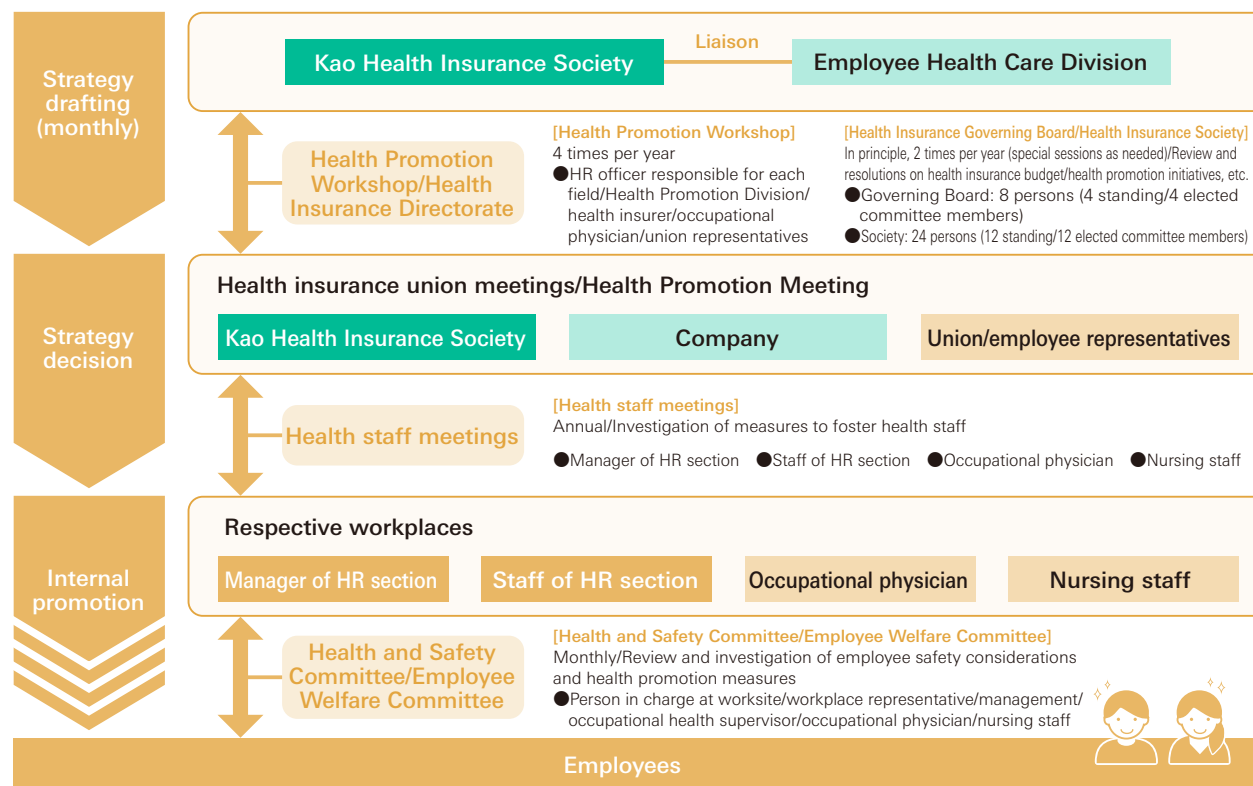 Strategy
drafting
(monthly)
Kao Health Insurance Society
Liaison
Employee Health Care Division
Health Promotion
Workshop/Health
Insurance Directorate
[Health Promotion Workshop]
4 times per year
●HR officer responsible for each
field/Health Promotion Division/
health insurer/occupational
physician/union representatives
[Health Insurance Governing Board/Health Insurance Society]
In principle, 2 times per year (special sessions as needed)/Review and
resolutions on health insurance budget/health promotion initiatives, etc.
●Governing Board: 8 persons (4 standing/4 elected
committee members)
●Society: 24 persons (12 standing/12 elected committee members)
Strategy
decision
Health insurance union meetings/Health Promotion Meeting
Kao Health Insurance Society
Company
Union/employee representatives
Health staff meetings
[Health staff meetings]
Annual/Investigation of measures to foster health staff
●Manager of HR section ●Staff of HR section ●Occupational physician ●Nursing staff
Internal
promotion
Respective workplaces
Manager of HR section
Staff of HR section
Occupational physician
Nursing staff
Health and Safety
Committee/Employee
Welfare Committee
[Health and Safety Committee/Employee Welfare Committee]
Monthly/Review and investigation of employee safety considerations
and health promotion measures
●Person in charge at worksite/workplace representative/management/
occupational health supervisor/occupational physician/nursing staff
Employees